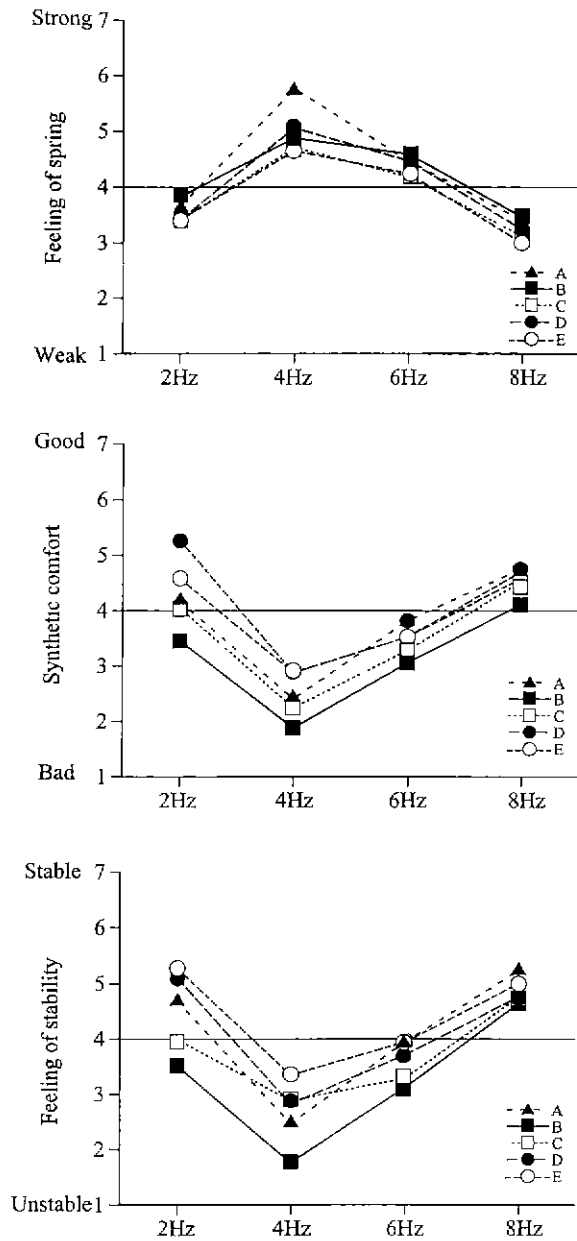 Strong 7
6
5
4
3
2
Weak 1
Feeling of spring
2Hz 4Hz 6Hz 8Hz
A
B
C
D
E
Good 7
6
5
4
3
2
Bad 1
Synthetic comfort
2Hz 4Hz 6Hz 8Hz
A
B
C
D
E
Stable 7
6
5
4
3
2
Unstable 1
Feeling of stability
2Hz 4Hz 6Hz 8Hz
A
B
C
D
E